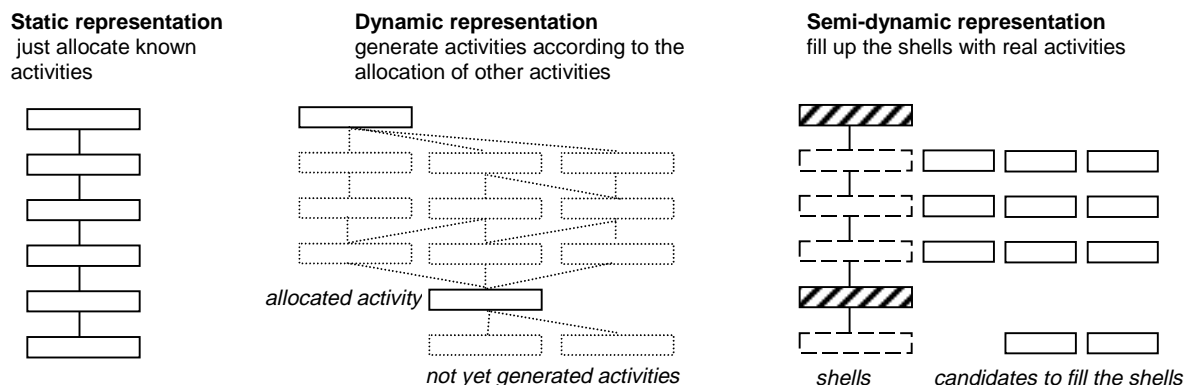 Static representation
just allocate known
activities
Dynamic representation
generate activities according to the
allocation of other activities
Semi-dynamic representation
fill up the shells with real activities
allocated activity
not yet generated activities
shells
candidates to fill the shells